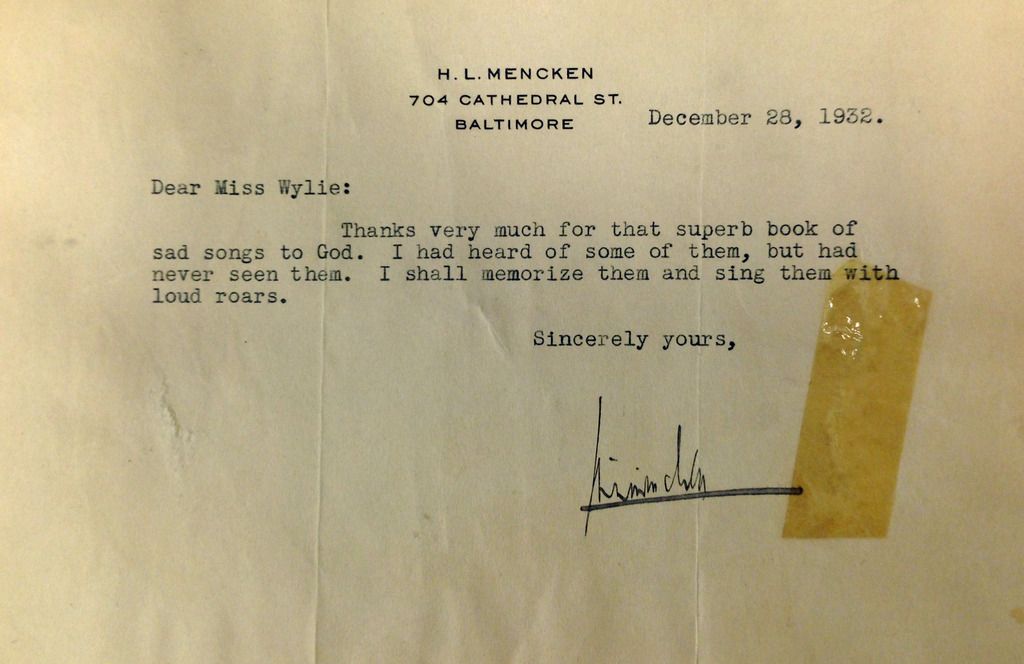 H. L. MENCKEN
704 CATHEDRAL ST.
BALTIMORE
December 28, 1932.
Dear Miss Wylie:
Thanks very much for that superb book of
sad songs to God. I had heard of some of them, but had
never seen them. I shall memorize them and sing them with
loud roars.
Sincerely yours,